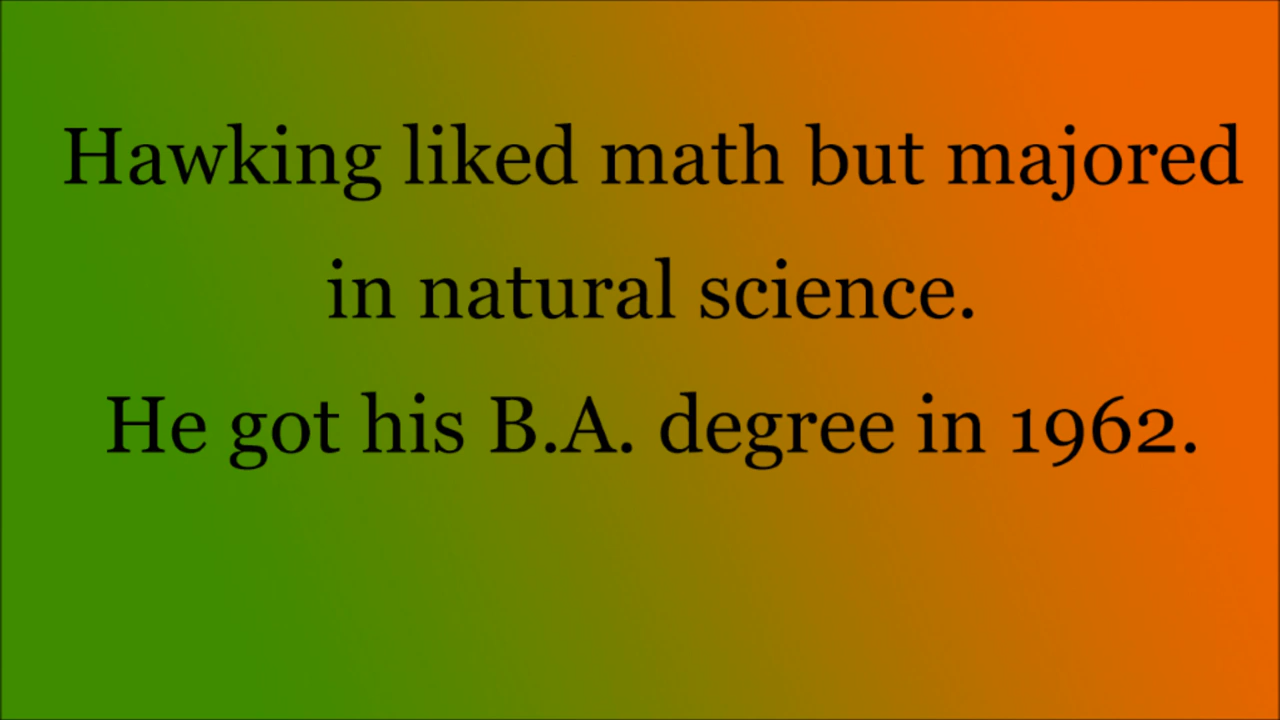 Hawking liked math but majored
in natural science.
He got his B.A. degree in 1962.